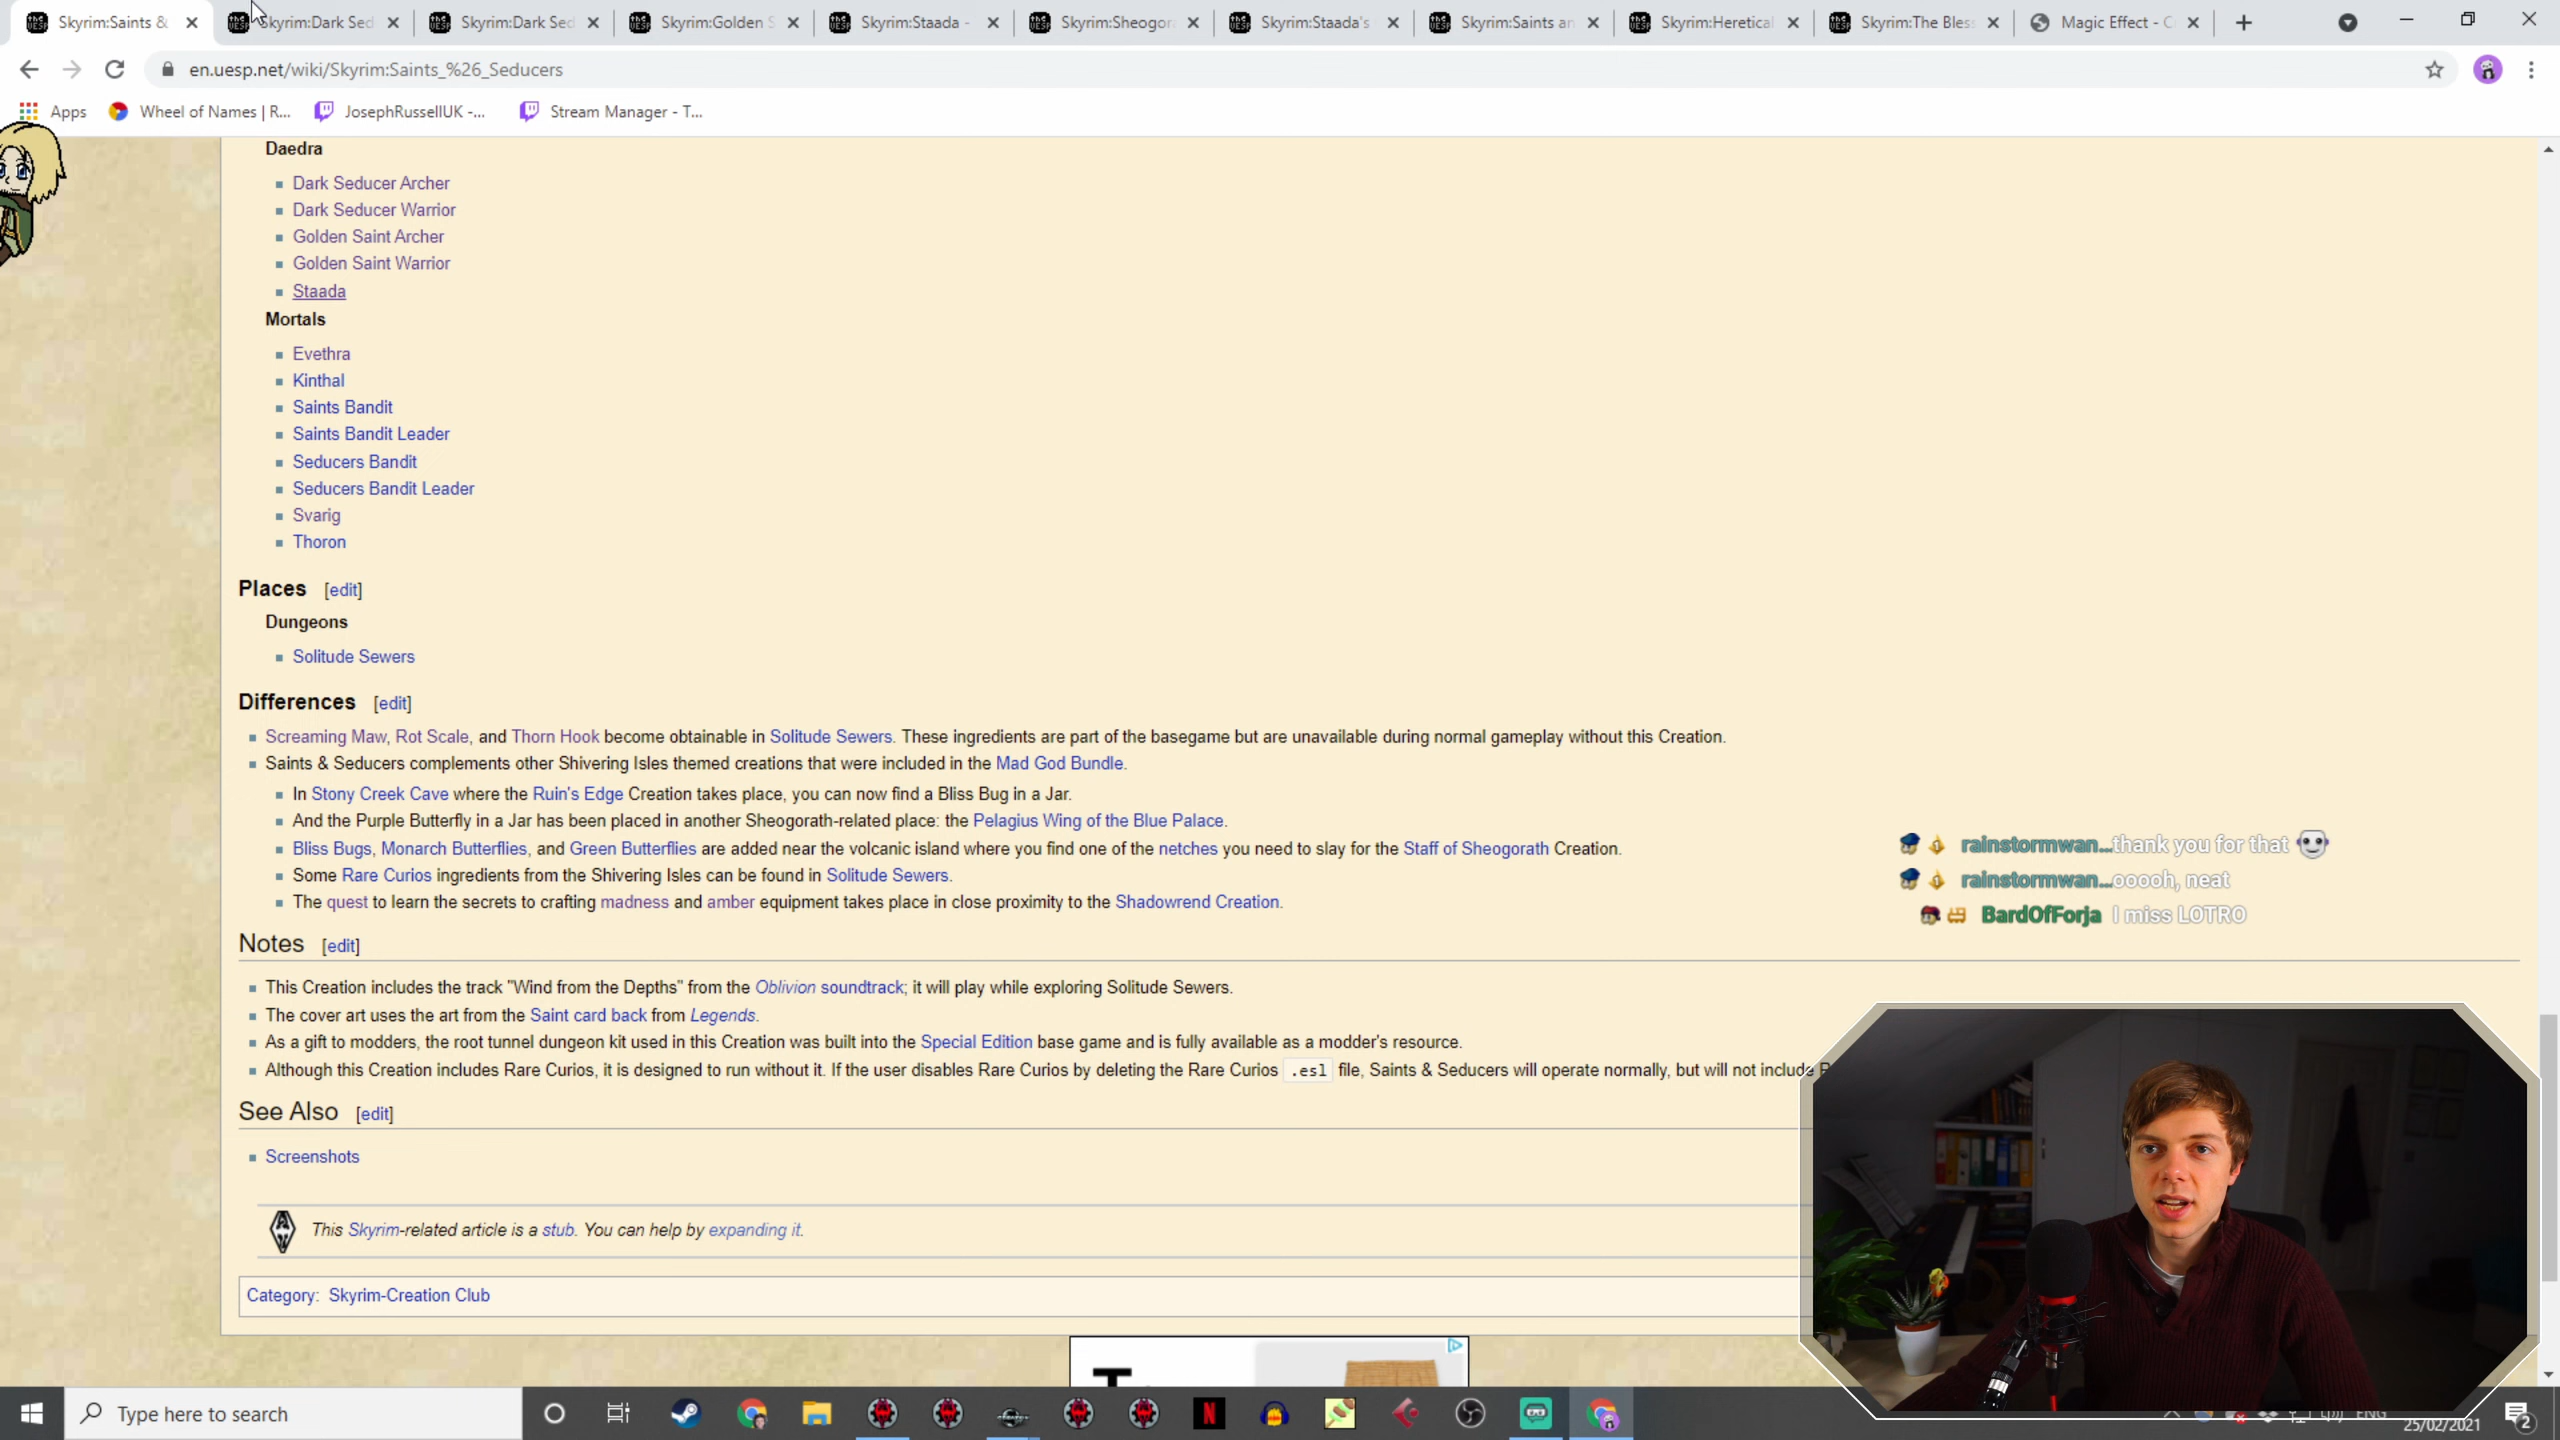 Skyrim:Saints &
Skyrim:Dark Sed
Skyrim:Dark Sed
Skyrim:Golden S
Skyrim:Staada -
Skyrim:Sheogor
Skyrim:Staada's
Skyrim:Saints an
Skyrim:Heretical
Skyrim:The Bles
Magic Effect - C
en.uesp.net/wiki/Skyrim:Saints_%26_Seducers
Apps
Wheel of Names | R...
JosephRussellUK -...
Stream Manager - T...
Daedra
Dark Seducer Archer
Dark Seducer Warrior
Golden Saint Archer
Golden Saint Warrior
Staada
Mortals
Evethra
Kinthal
Saints Bandit
Saints Bandit Leader
Seducers Bandit
Seducers Bandit Leader
Svarig
Thoron
Places [edit]
Dungeons
Solitude Sewers
Differences [edit]
Screaming Maw, Rot Scale, and Thorn Hook become obtainable in Solitude Sewers. These ingredients are part of the basegame but are unavailable during normal gameplay without this Creation.
Saints & Seducers complements other Shivering Isles themed creations that were included in the Mad God Bundle.
In Stony Creek Cave where the Ruin's Edge Creation takes place, you can now find a Bliss Bug in a Jar.
And the Purple Butterfly in a Jar has been placed in another Sheogorath-related place: the Pelagius Wing of the Blue Palace.
Bliss Bugs, Monarch Butterflies, and Green Butterflies are added near the volcanic island where you find one of the netches you need to slay for the Staff of Sheogorath Creation.
Some Rare Curios ingredients from the Shivering Isles can be found in Solitude Sewers.
The quest to learn the secrets to crafting madness and amber equipment takes place in close proximity to the Shadowrend Creation.
rainstormwan...thank you for that
rainstormwan...ooooh, neat
BardOfForja I miss LOTRO
Notes [edit]
This Creation includes the track "Wind from the Depths" from the Oblivion soundtrack; it will play while exploring Solitude Sewers.
The cover art uses the art from the Saint card back from Legends.
As a gift to modders, the root tunnel dungeon kit used in this Creation was built into the Special Edition base game and is fully available as a modder's resource.
Although this Creation includes Rare Curios, it is designed to run without it. If the user disables Rare Curios by deleting the Rare Curios .esl file, Saints & Seducers will operate normally, but will not include
See Also [edit]
Screenshots
This Skyrim-related article is a stub. You can help by expanding it.
Category: Skyrim-Creation Club
Type here to search
ENG
25/02/2021
2